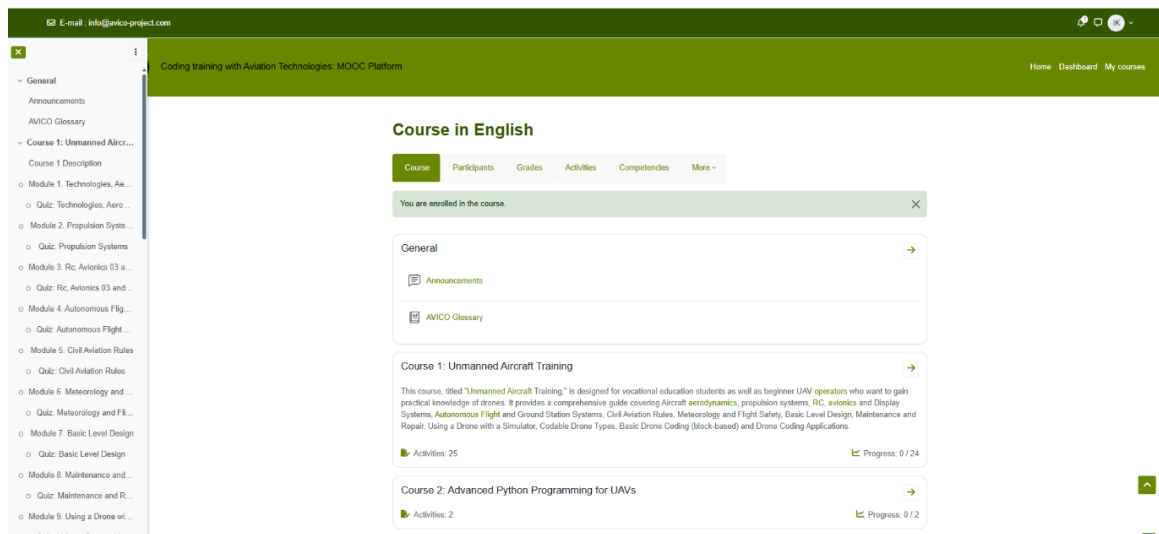 E-mail : info@avico-project.com
IK
Coding training with Aviation Technologies: MOOC Platform
Home Dashboard My courses
General
Announcements
AVICO Glossary
Course 1: Unmanned Aircr...
Course 1 Description
Module 1. Technologies, Ae...
Quiz: Technologies, Aero...
Module 2. Propulsion Syste...
Quiz: Propulsion Systems
Module 3. Rc, Avionics 03 a...
Quiz: Rc, Avionics 03 and...
Module 4. Autonomous Flig...
Quiz: Autonomous Flight ...
Module 5. Civil Aviation Rules
Quiz: Civil Aviation Rules
Module 6. Meteorology and ...
Quiz: Meteorology and Fli...
Module 7. Basic Level Design
Quiz: Basic Level Design
Module 8. Maintenance and...
Quiz: Maintenance and R...
Module 9. Using a Drone wi...
Course in English
Course Participants Grades Activities Competencies More
You are enrolled in the course.
General
Announcements
AVICO Glossary
Course 1: Unmanned Aircraft Training
This course, titled "Unmanned Aircraft Training," is designed for vocational education students as well as beginner UAV operators who want to gain
practical knowledge of drones. It provides a comprehensive guide covering Aircraft aerodynamics, propulsion systems, RC, avionics and Display
Systems, Autonomous Flight and Ground Station Systems, Civil Aviation Rules, Meteorology and Flight Safety, Basic Level Design, Maintenance and
Repair, Using a Drone with a Simulator, Codable Drone Types, Basic Drone Coding (block-based) and Drone Coding Applications.
Activities: 25 Progress: 0 / 24
Course 2: Advanced Python Programming for UAVs
Activities: 2 Progress: 0 / 2